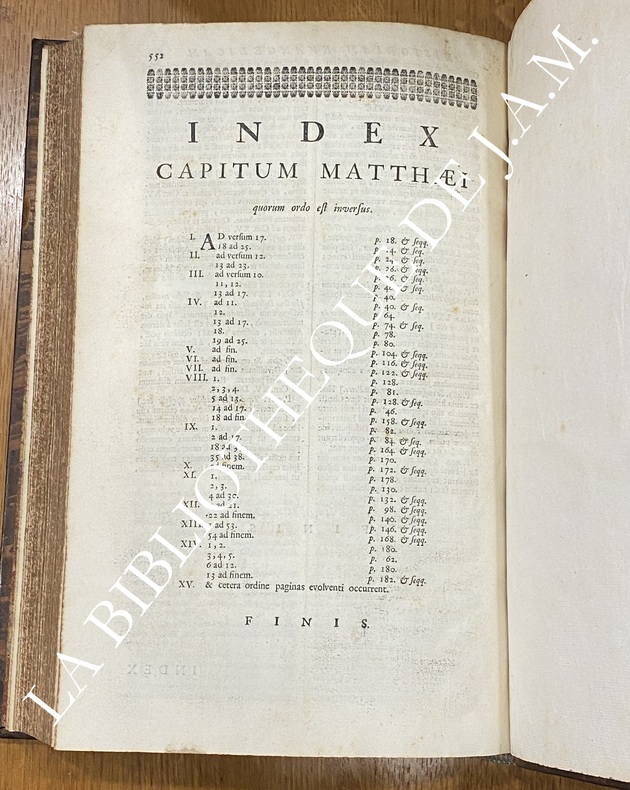 552
INDEX
CAPITUM MATTHÆI
quorum ordo eſt inverſus.
I. AD verſum 17. p. 18. & ſeqq.
18 ad 25. & ſeq.
II. ad verſum 12. & ſeq.
13 ad 23. & ſeqq.
III. ad verſum 10. & ſeq.
11, 12. & ſeq.
13 ad 17. 40.
IV. ad 11. p. 40. & ſeq.
12. p. 64.
13 ad 17. p. 74. & ſeq.
18. p. 78.
19 ad 25. p. 80.
V. ad fin. p. 104. & ſeqq.
VI. ad fin. p. 116. & ſeqq.
VII. ad fin. p. 122. & ſeqq.
VIII. 1. p. 128.
2, 3, 4. p. 81.
5 ad 13. p. 128. & ſeq.
14 ad 17. p. 46.
18 ad fin p. 158. & ſeqq.
IX. 1. p. 82.
2 ad 17. p. 84. & ſeq.
p. 164. & ſeqq.
35 ad 38. p. 170.
X. finem. p. 172. & ſeqq.
XI. 1. p. 178.
2, 3. p. 130.
4 ad 30. p. 132. & ſeqq.
XII. ad 21. p. 98. & ſeqq.
22 ad finem. p. 140. & ſeqq.
XIII. ad 53. p. 146. & ſeqq.
54 ad finem. p. 168. & ſeqq.
XIV. 1, 2. p. 180.
3, 4, 5. p. 62.
6 ad 12. p. 180.
13 ad finem. p. 182. & ſeqq.
XV. & cetera ordine paginas evolventi occurrent.
FINIS.
LA BIBLIOTHEQUE DE J.A.M.